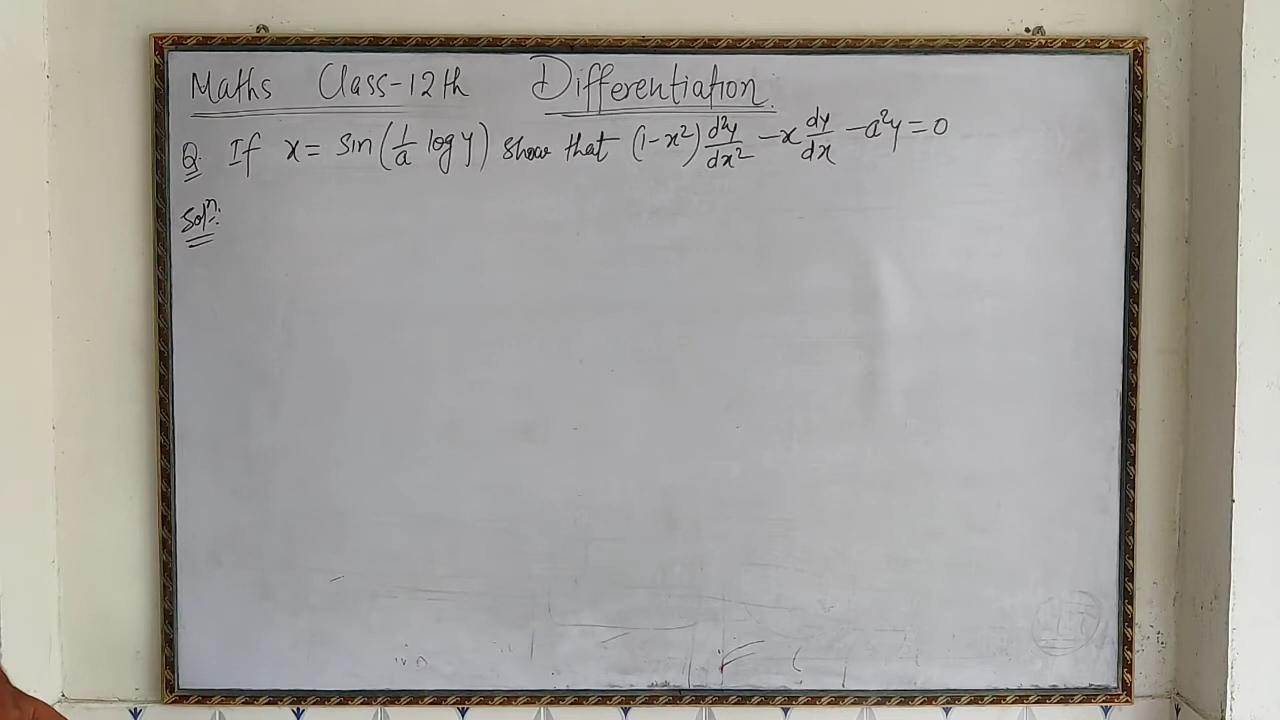 Maths Class-12th Differentiation.
Q. If x = sin(1/a log y) show that (1-x²) d²y/dx² - x dy/dx - a²y = 0
Solⁿ: